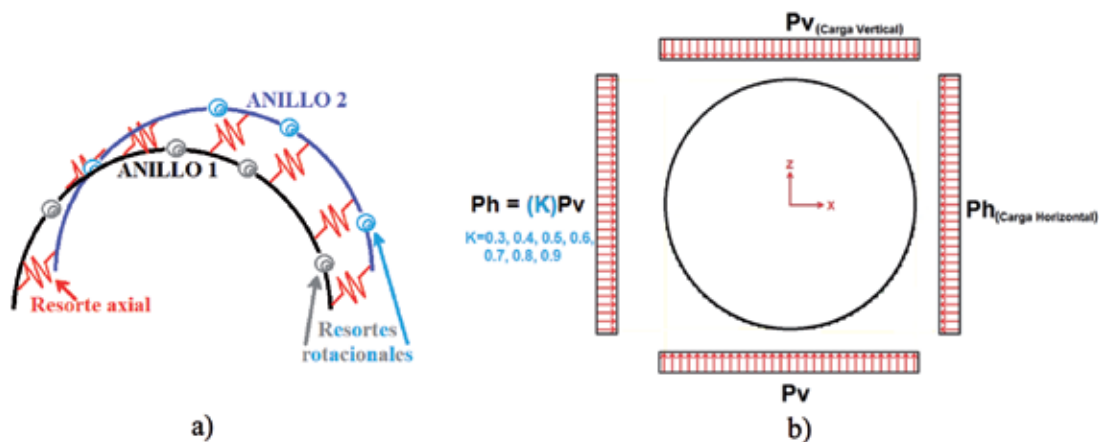 ANILLO 2
ANILLO 1
Resorte axial
Resortes
rotacionales
a)
Pv(Carga Vertical)
Ph = (K)Pv
K=0.3, 0.4, 0.5, 0.6,
0.7, 0.8, 0.9
z
x
Ph(Carga Horizontal)
Pv
b)